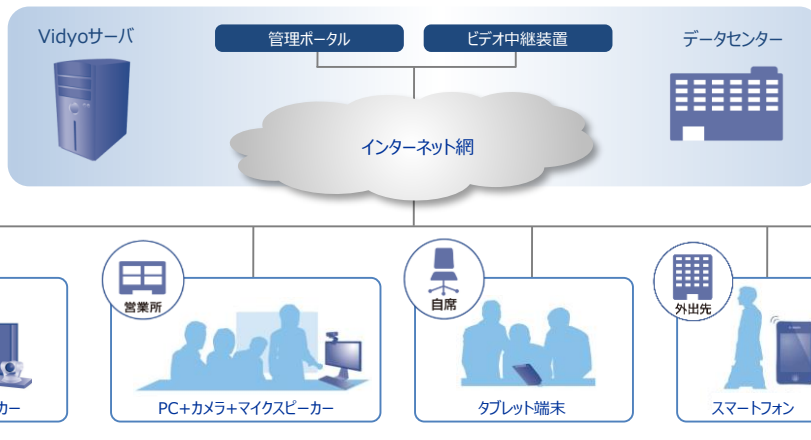 Vidyoサーバ
管理ポータル
ビデオ中継装置
データセンター
インターネット網
営業所
自席
外出先
カー
PC+カメラ+マイクスピーカー
タブレット端末
スマートフォン